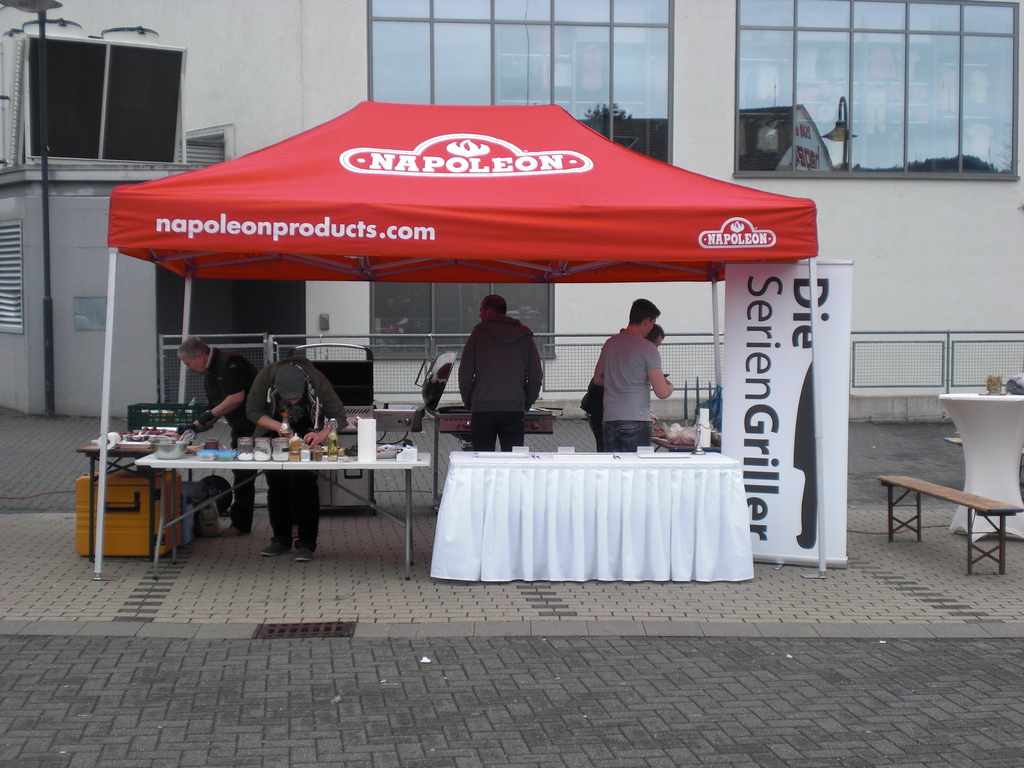 NAPOLEON
napoleonproducts.com
NAPOLEON
Die
SerienGriller